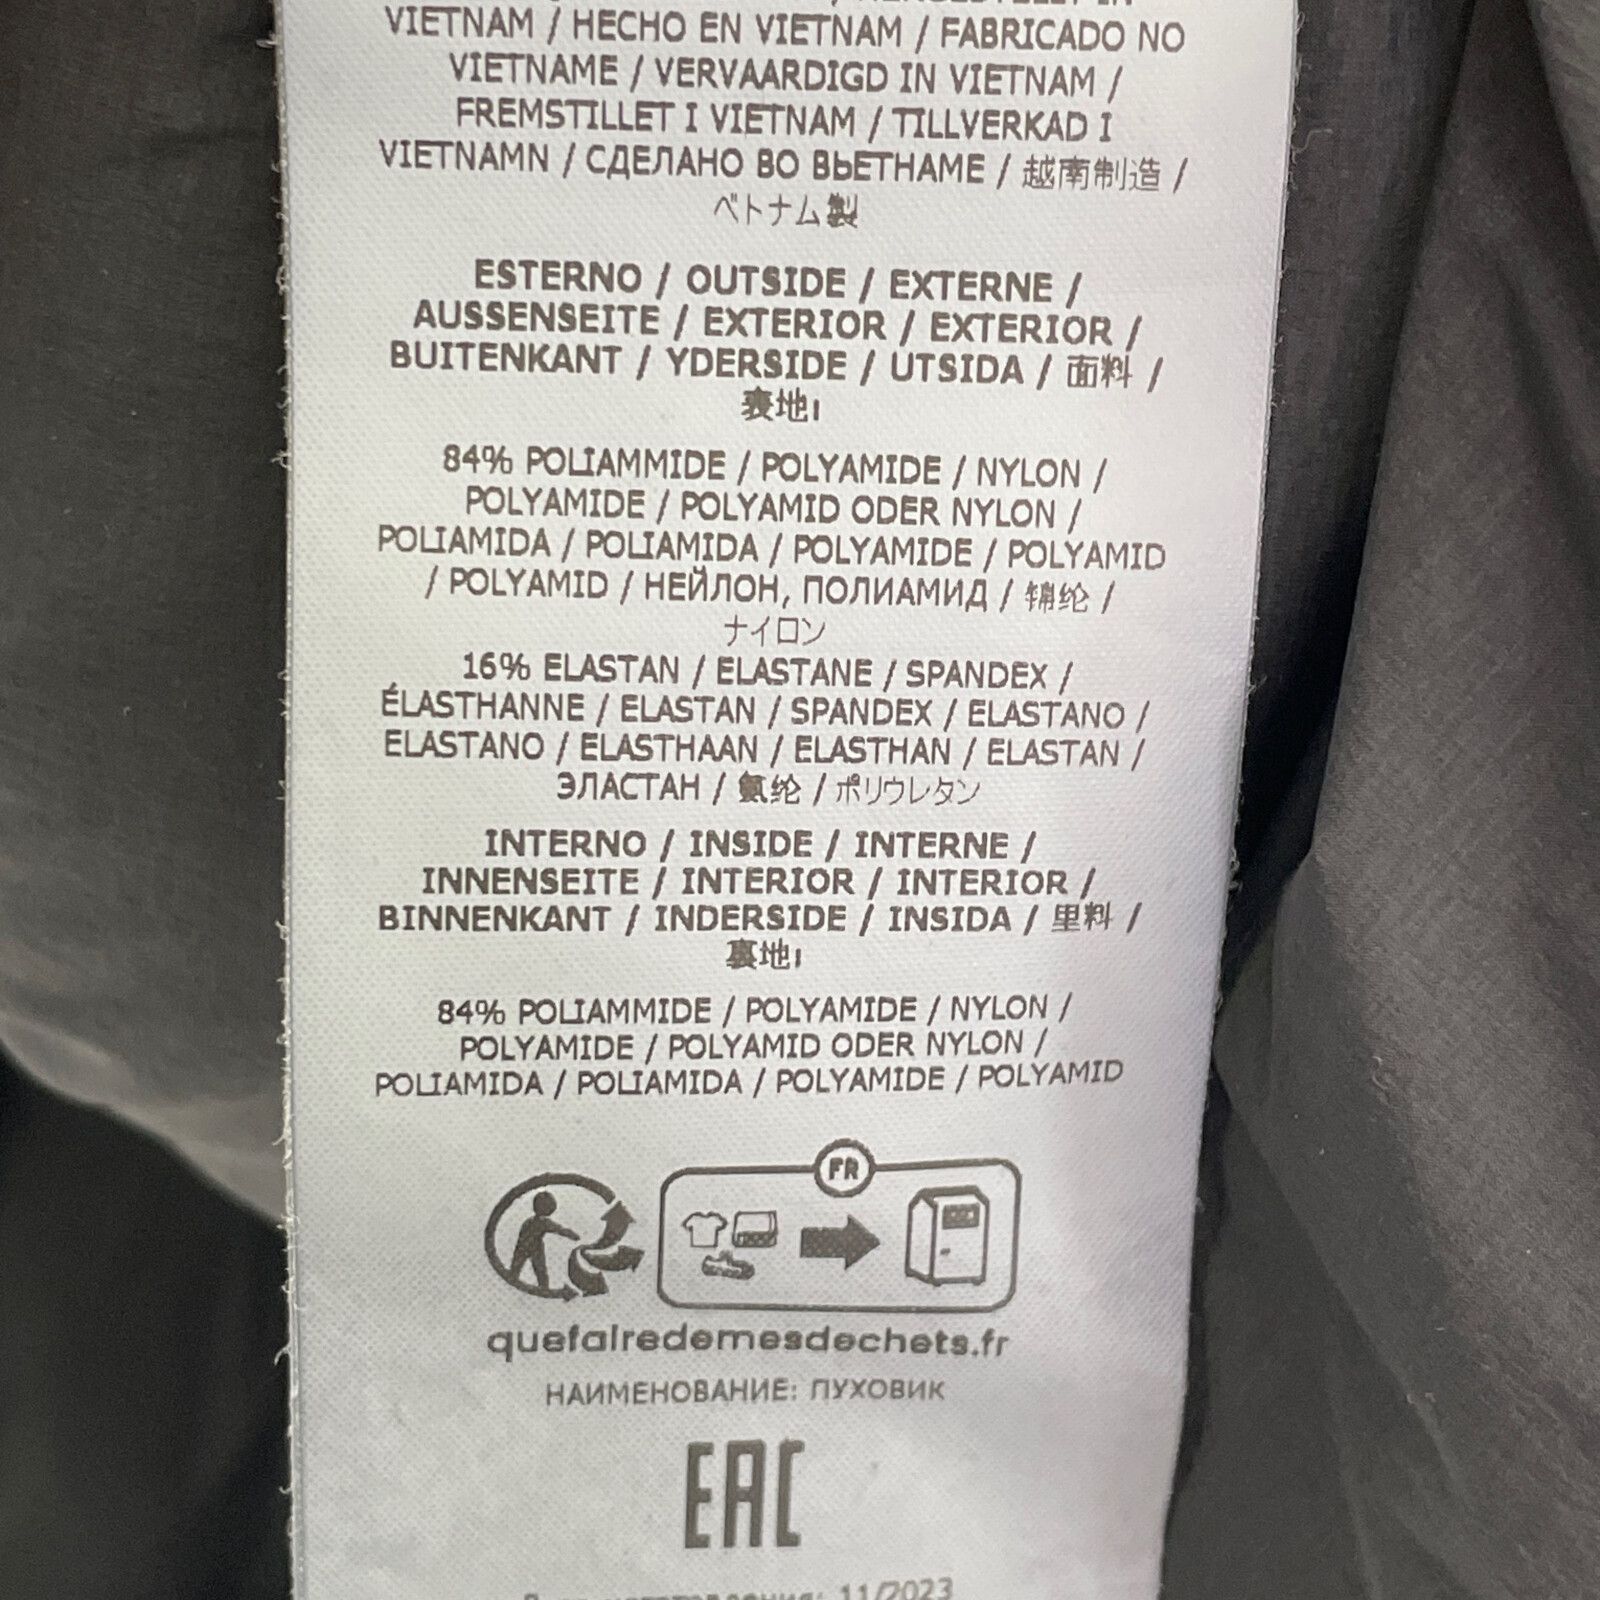 VIETNAM / HECHO EN VIETNAM / FABRICADO NO
VIETNAME / VERVAARDIGD IN VIETNAM /
FREMSTILLET I VIETNAM / TILLVERKAD I
VIETNAMN / СДЕЛАНО ВО ВЬЕТНАМЕ / 越南制造 /
ベトナム製
ESTERNO / OUTSIDE / EXTERNE /
AUSSENSEITE / EXTERIOR / EXTERIOR /
BUITENKANT / YDERSIDE / UTSIDA / 面料 /
表地:
84% POLIAMMIDE / POLYAMIDE / NYLON /
POLYAMIDE / POLYAMID ODER NYLON /
POLIAMIDA / POLIAMIDA / POLYAMIDE / POLYAMID
/ POLYAMID / НЕЙЛОН, ПОЛИАМИД / 锦纶 /
ナイロン
16% ELASTAN / ELASTANE / SPANDEX /
ÉLASTHANNE / ELASTAN / SPANDEX / ELASTANO /
ELASTANO / ELASTHAAN / ELASTHAN / ELASTAN /
ЭЛАСТАН / 氨纶 / ポリウレタン
INTERNO / INSIDE / INTERNE /
INNENSEITE / INTERIOR / INTERIOR /
BINNENKANT / INDERSIDE / INSIDA / 里料 /
裏地:
84% POLIAMMIDE / POLYAMIDE / NYLON /
POLYAMIDE / POLYAMID ODER NYLON /
POLIAMIDA / POLIAMIDA / POLYAMIDE / POLYAMID
FR
quefairedemesdechets.fr
НАИМЕНОВАНИЕ: ПУХОВИК
EAC
11/2023